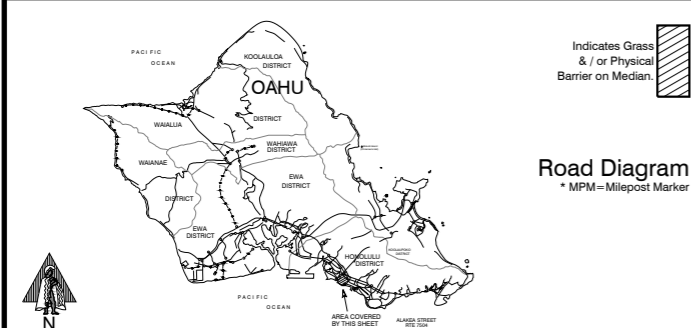 PACIFIC
OCEAN
KOOLAULOA
DISTRICT
OAHU
WAIALUA
DISTRICT
WAHIAWA
DISTRICT
WAIANAE
EWA
DISTRICT
DISTRICT
EWA
DISTRICT
KOOLAUPOKO
DISTRICT
HONOLULU
DISTRICT
PACIFIC
OCEAN
AREA COVERED
BY THIS SHEET
ALAKEA STREET
RTE 7504
N
Indicates Grass
& / or Physical
Barrier on Median.
Road Diagram
* MPM=Milepost Marker